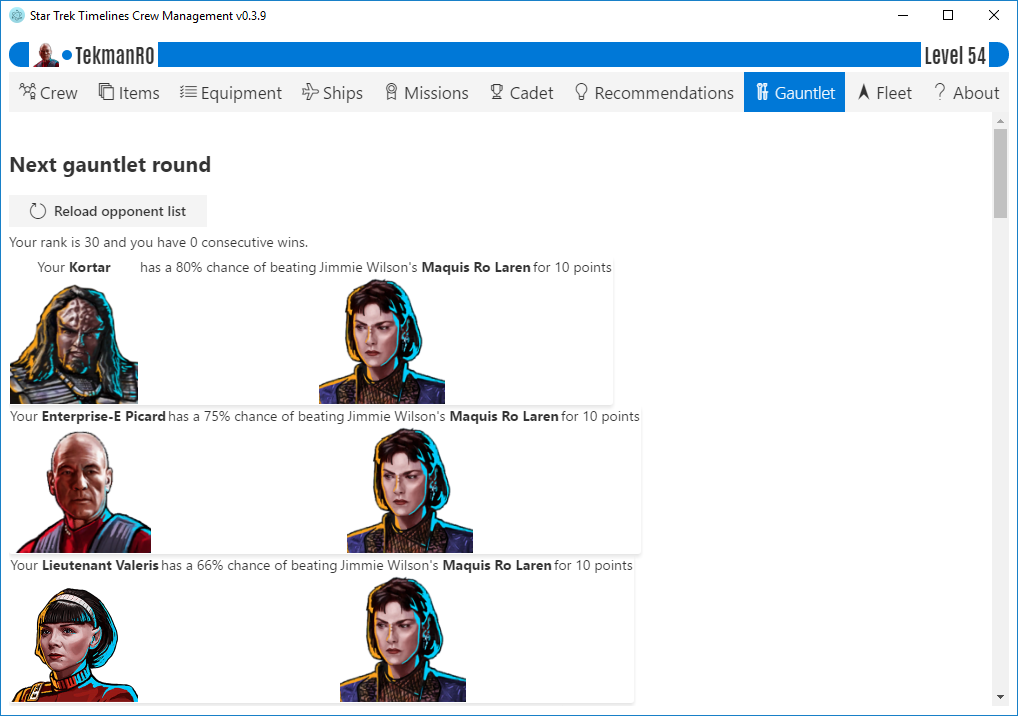 Star Trek Timelines Crew Management v0.3.9
TekmanRO Level 54
Crew Items Equipment Ships Missions Cadet Recommendations Gauntlet Fleet About
Next gauntlet round
Reload opponent list
Your rank is 30 and you have 0 consecutive wins.
Your Kortar has a 80% chance of beating Jimmie Wilson's Maquis Ro Laren for 10 points
Your Enterprise-E Picard has a 75% chance of beating Jimmie Wilson's Maquis Ro Laren for 10 points
Your Lieutenant Valeris has a 66% chance of beating Jimmie Wilson's Maquis Ro Laren for 10 points